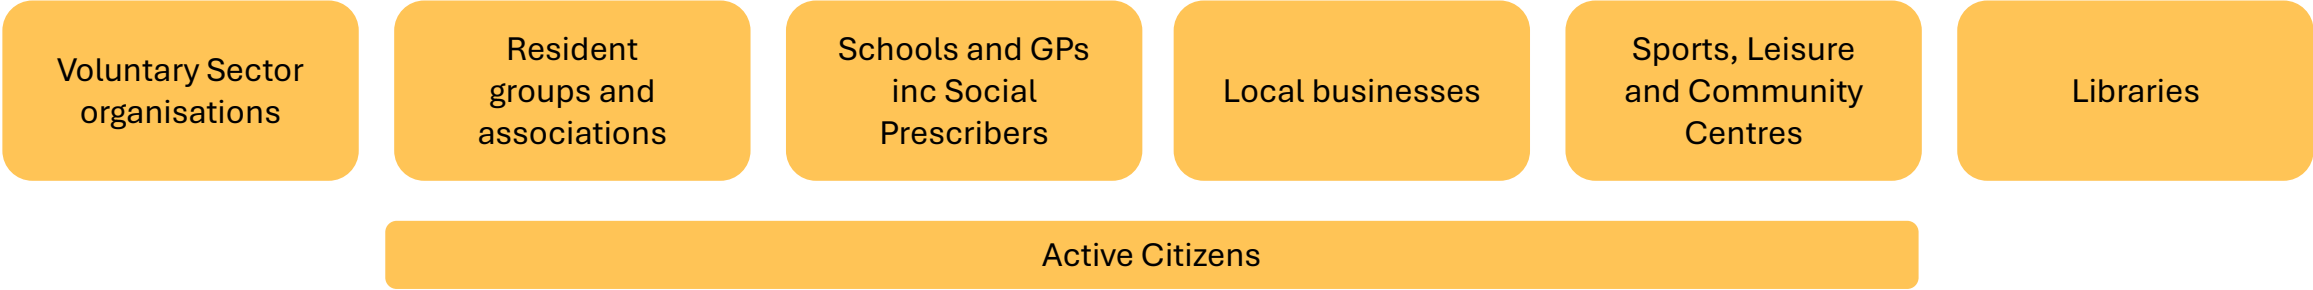 Voluntary Sector
organisations
Resident
groups and
associations
Schools and GPs
inc Social
Prescribers
Local businesses
Sports, Leisure
and Community
Centres
Libraries
Active Citizens